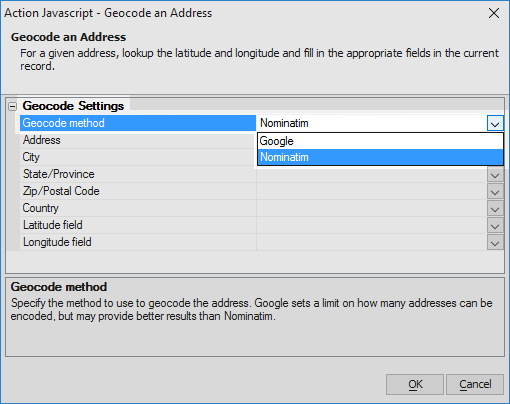 Action Javascript - Geocode an Address
Geocode an Address
For a given address, lookup the latitude and longitude and fill in the appropriate fields in the current
record.
Geocode Settings
Geocode method Nominatim
Address Google
City Nominatim
State/Province
Zip/Postal Code
Country
Latitude field
Longitude field
Geocode method
Specify the method to use to geocode the address. Google sets a limit on how many addresses can be
encoded, but may provide better results than Nominatim.
OK Cancel